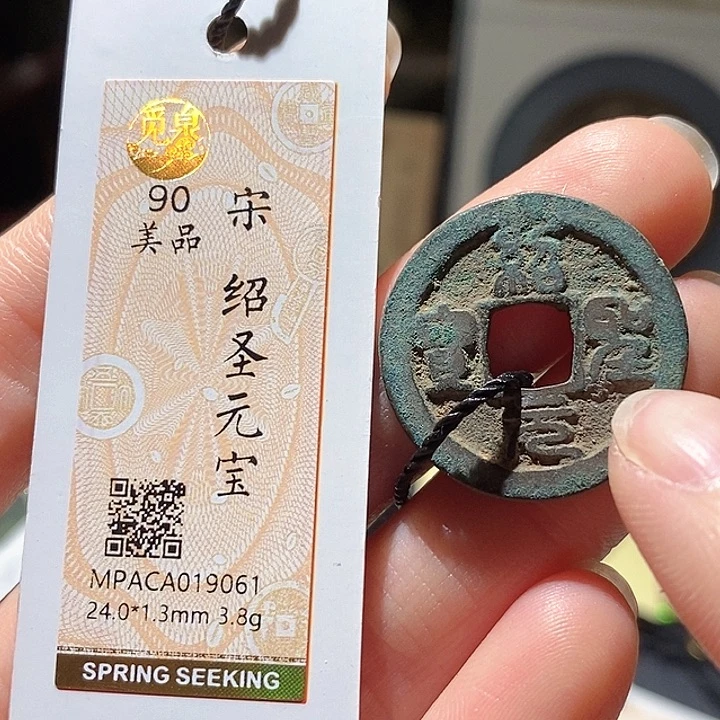 觅泉
90
美品
宋 绍圣元宝
MPACA019061
24.0*1.3mm 3.8g
SPRING SEEKING
紹聖元寶